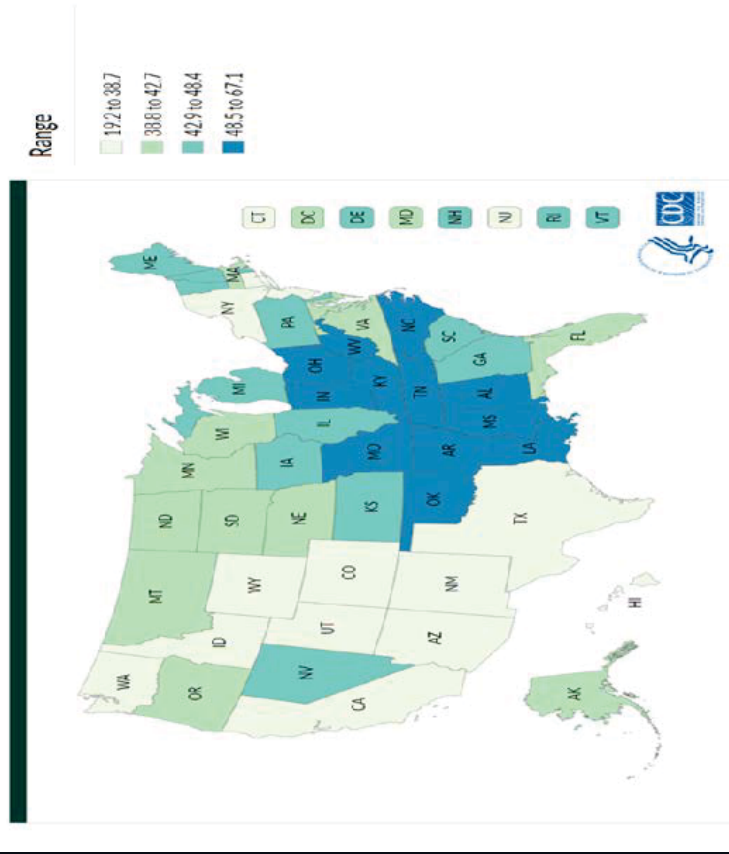 Range
19.2 to 38.7
38.8 to 42.7
42.9 to 48.4
48.5 to 67.1
WA
MT
ND
MN
ME
OR
ID
SD
WI
MI
NY
MA
WY
NE
IA
PA
NV
UT
CO
KS
IL
IN
OH
CA
MO
KY
WV
VA
AZ
NM
OK
AR
TN
NC
TX
LA
MS
AL
GA
SC
FL
AK
HI
CT
DC
DE
MD
NH
NJ
RI
VT
CDC